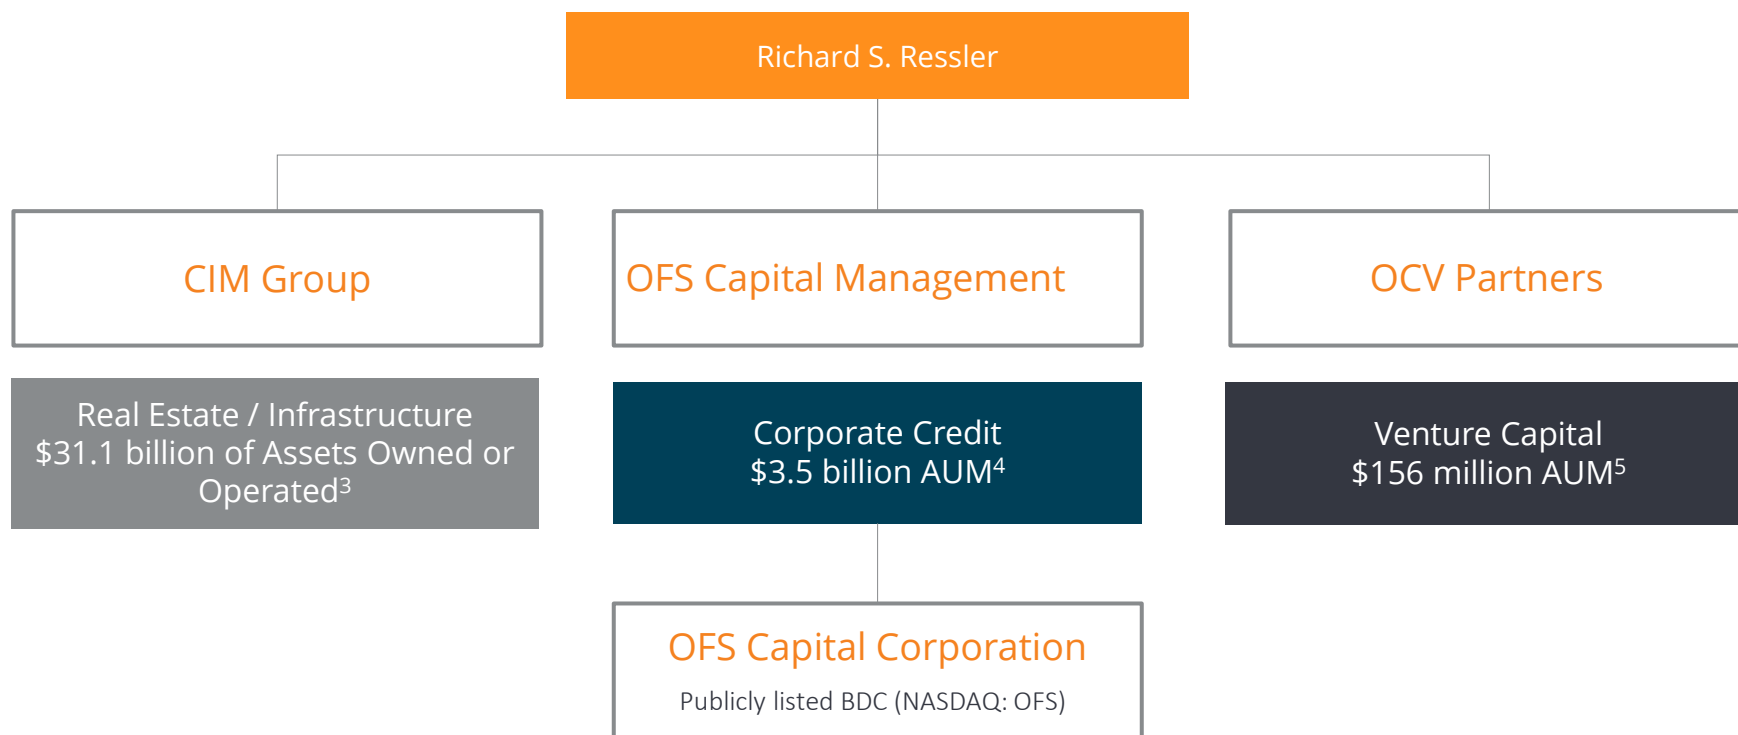 Richard S. Ressler
CIM Group
OFS Capital Management
OCV Partners
Real Estate / Infrastructure
$31.1 billion of Assets Owned or
Operated³
Corporate Credit
$3.5 billion AUM⁴
Venture Capital
$156 million AUM⁵
OFS Capital Corporation
Publicly listed BDC (NASDAQ: OFS)